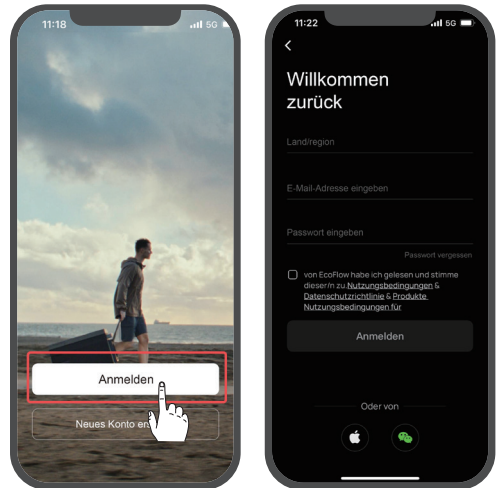 11:18
5G
Anmelden
Neues Konto er
11:22
5G
Willkommen
zurück
Land/region
E-Mail-Adresse eingeben
Passwort eingeben
Passwort vergessen
von EcoFlow habe ich gelesen und stimme
dieser/n zu.Nutzungsbedingungen &
Datenschutzrichtlinie & Produkte
Nutzungsbedingungen für
Anmelden
Oder von